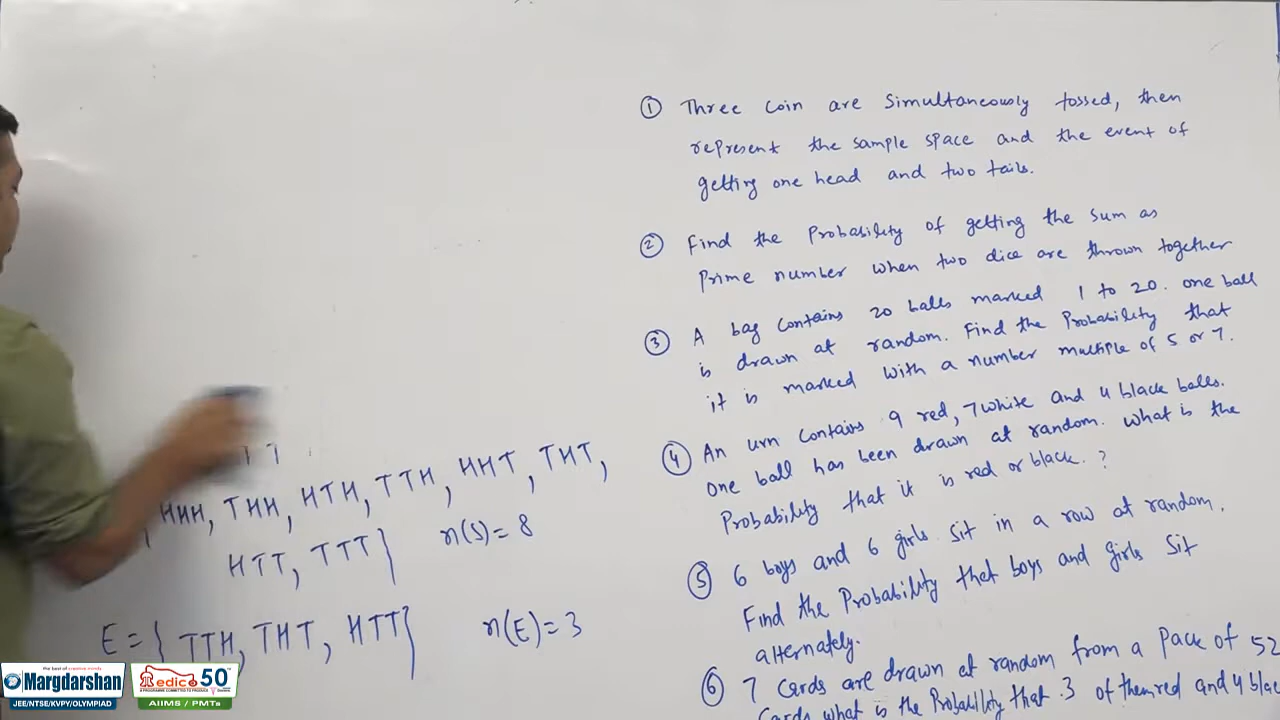 ① Three coin are simultaneously tossed, then
represent the sample space and the event of
getting one head and two tails.
② Find the Probability of getting the sum as
Prime number when two dice are thrown together
③ A bag contains 20 balls marked 1 to 20. one ball
is drawn at random. Find the Probability that
it is marked with a number multiple of 5 or 7.
④ An urn contains 9 red, 7 white and 4 black balls.
one ball has been drawn at random. what is the
Probability that it is red or black.?
⑤ 6 boys and 6 girls sit in a row at random.
Find the Probability that boys and girls sit
alternately.
⑥ 7 cards are drawn at random from a pack of 52
cards what is the Probability that 3 of them red and 4 blac
T T
HHH, THH, HTH, TTH, HHT, THT,
HTT, TTT} n(S)=8
E={ TTH, THT, HTT} n(E)=3
The best of creative minds
Margdarshan
JEE/NTSE/KVPY/OLYMPIAD
edico 50
AIIMS / PMTs